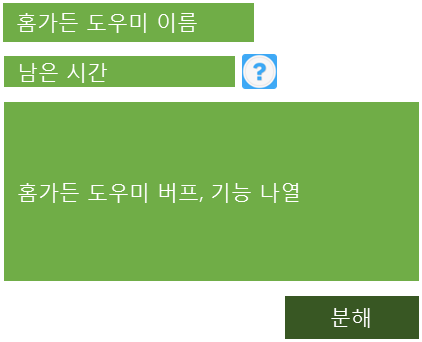 홈가든 도우미 이름
남은 시간
?
홈가든 도우미 버프, 기능 나열
분해